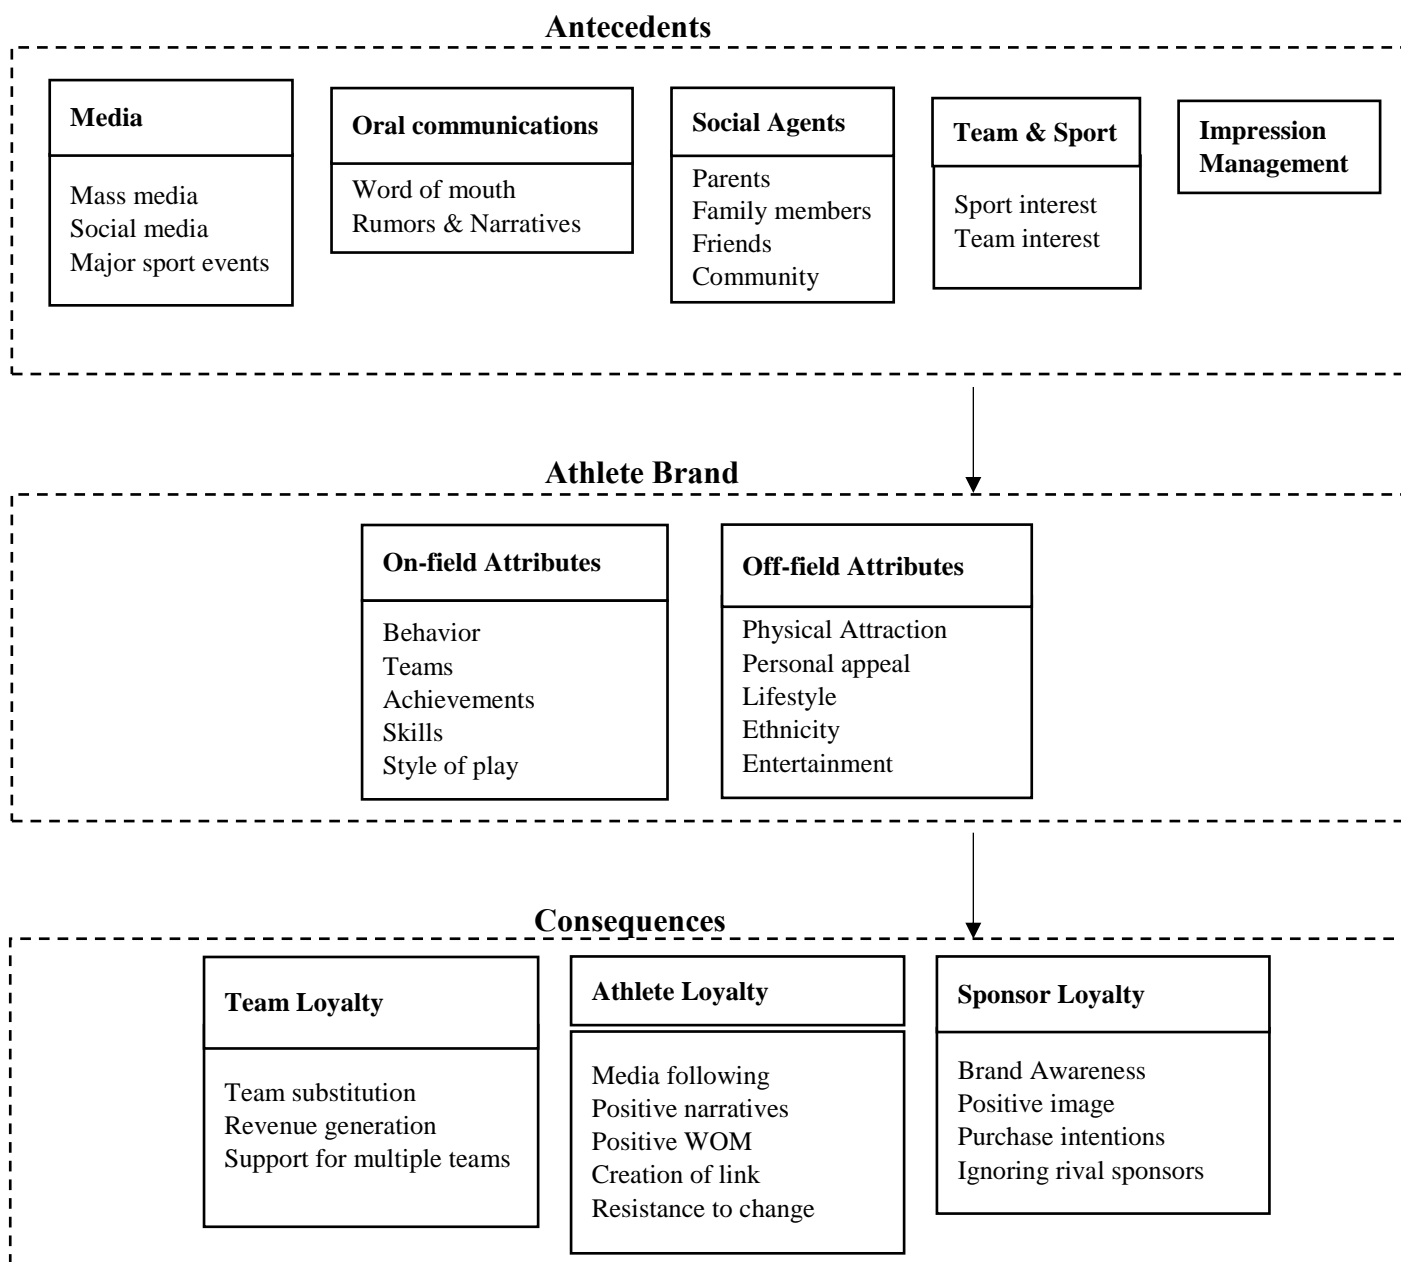 Antecedents
Media
Mass media
Social media
Major sport events
Oral communications
Word of mouth
Rumors & Narratives
Social Agents
Parents
Family members
Friends
Community
Team & Sport
Sport interest
Team interest
Impression
Management
Athlete Brand
On-field Attributes
Behavior
Teams
Achievements
Skills
Style of play
Off-field Attributes
Physical Attraction
Personal appeal
Lifestyle
Ethnicity
Entertainment
Consequences
Team Loyalty
Team substitution
Revenue generation
Support for multiple teams
Athlete Loyalty
Media following
Positive narratives
Positive WOM
Creation of link
Resistance to change
Sponsor Loyalty
Brand Awareness
Positive image
Purchase intentions
Ignoring rival sponsors